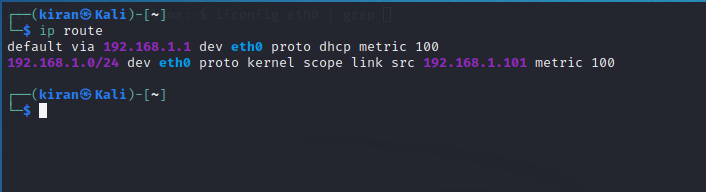 ┌──(kiran㉿Kali)-[~]
└─$ ip route
default via 192.168.1.1 dev eth0 proto dhcp metric 100
192.168.1.0/24 dev eth0 proto kernel scope link src 192.168.1.101 metric 100

┌──(kiran㉿Kali)-[~]
└─$